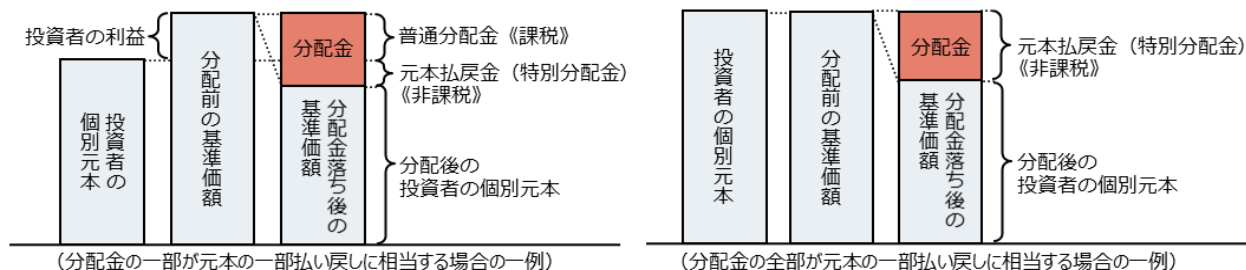 投資者の利益
投資者の
個別元本
分配前の基準価額
分配金
分配金落ち後の
基準価額
普通分配金《課税》
元本払戻金（特別分配金）
《非課税》
分配後の
投資者の個別元本
（分配金の一部が元本の一部払い戻しに相当する場合の一例）
投資者の個別元本
分配前の基準価額
分配金
分配金落ち後の
基準価額
元本払戻金（特別分配金）
《非課税》
分配後の
投資者の個別元本
（分配金の全部が元本の一部払い戻しに相当する場合の一例）